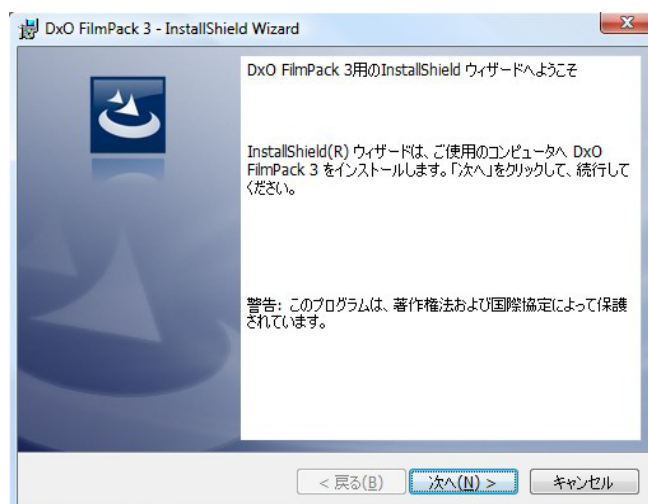 DxO FilmPack 3 - InstallShield Wizard
DxO FilmPack 3用のInstallShield ウィザードへようこそ
InstallShield(R) ウィザードは、ご使用のコンピュータへ DxO
FilmPack 3 をインストールします。「次へ」をクリックして、続行して
ください。
警告: このプログラムは、著作権法および国際協定によって保護
されています。
< 戻る(B)
次へ(N) >
キャンセル